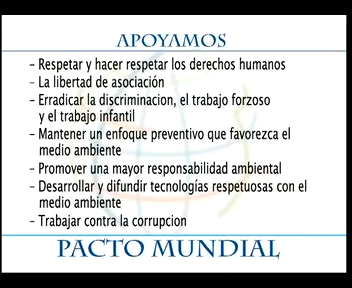 APOYAMOS
– Respetar y hacer respetar los derechos humanos
– La libertad de asociación
– Erradicar la discriminacion, el trabajo forzoso
y el trabajo infantil
– Mantener un enfoque preventivo que favorezca el
medio ambiente
– Promover una mayor responsabilidad ambiental
– Desarrollar y difundir tecnologías respetuosas con el
medio ambiente
– Trabajar contra la corrupcion
PACTO MUNDIAL